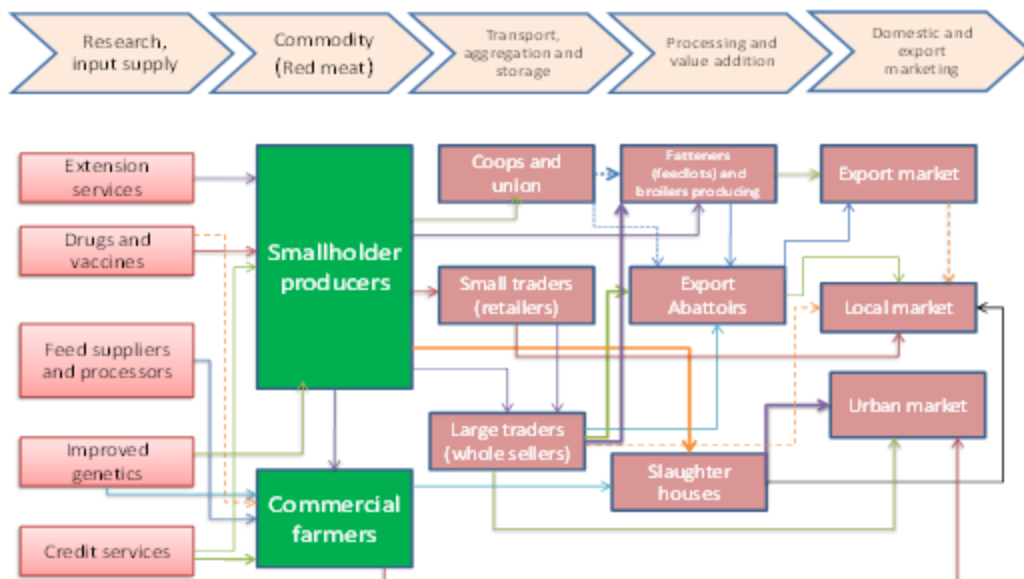 Research,
input supply
Commodity
(Red meat)
Transport,
aggregation and
storage
Processing and
value addition
Domestic and
export
marketing
Extension
services
Drugs and
vaccines
Feed suppliers
and processors
Improved
genetics
Credit services
Smallholder
producers
Commercial
farmers
Coops and
union
Small traders
(retailers)
Large traders
(whole sellers)
Fatteners
(feedlots) and
broilers producing
Export
Abattoirs
Slaughter
houses
Export market
Local market
Urban market